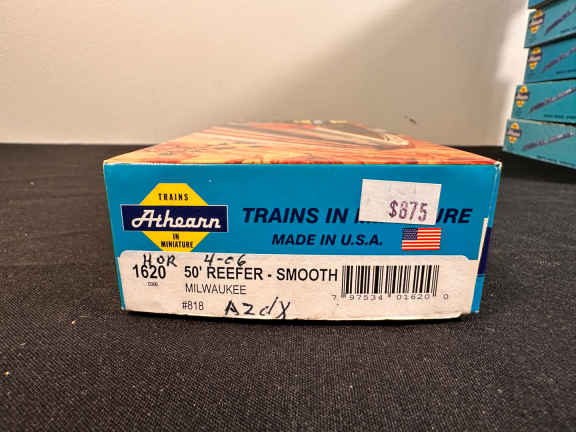 TRAINS
Athearn
IN
MINIATURE
$875
TRAINS IN URE
MADE IN U.S.A.
HOR 4-06
1620 50' REEFER - SMOOTH
MILWAUKEE
#818
7 97534 01620 0